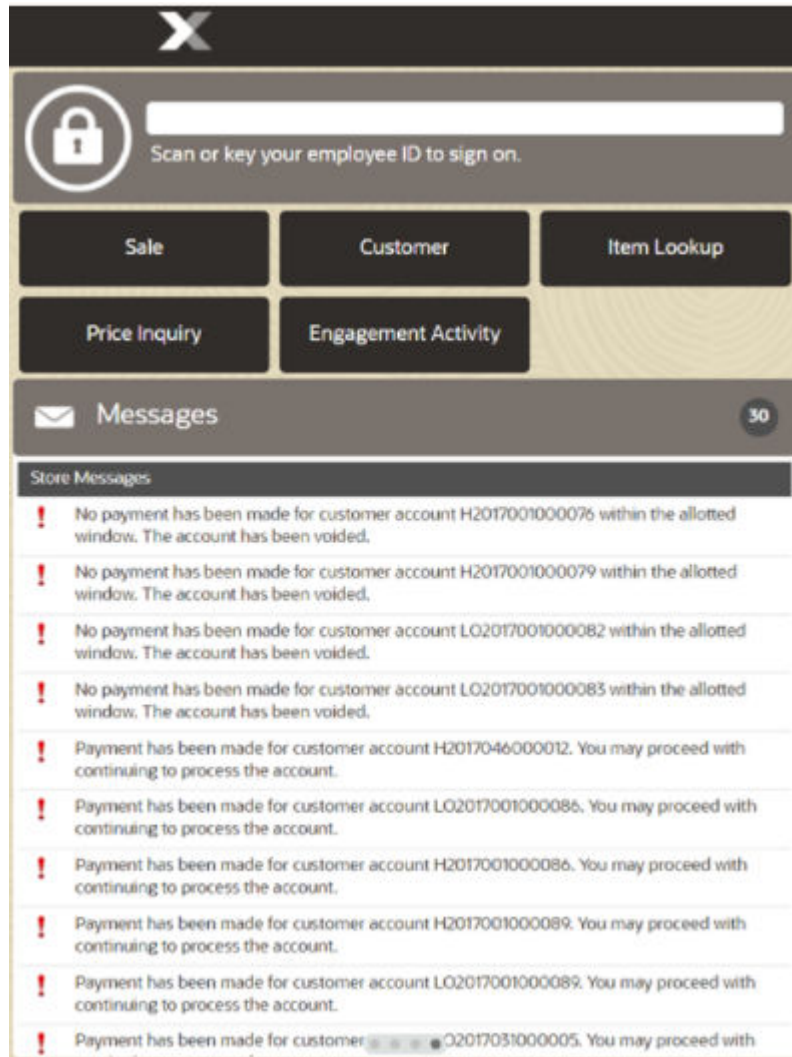 Scan or key your employee ID to sign on.
Sale
Customer
Item Lookup
Price Inquiry
Engagement Activity
Messages
30
Store Messages
No payment has been made for customer account H2017001000076 within the allotted
window. The account has been voided.
No payment has been made for customer account H2017001000079 within the allotted
window. The account has been voided.
No payment has been made for customer account LO2017001000082 within the allotted
window. The account has been voided.
No payment has been made for customer account LO2017001000083 within the allotted
window. The account has been voided.
Payment has been made for customer account H2017046000012. You may proceed with
continuing to process the account.
Payment has been made for customer account LO2017001000086. You may proceed with
continuing to process the account.
Payment has been made for customer account H2017001000086. You may proceed with
continuing to process the account.
Payment has been made for customer account H2017001000089. You may proceed with
continuing to process the account.
Payment has been made for customer account LO2017001000089. You may proceed with
continuing to process the account.
Payment has been made for customer O2017031000005. You may proceed with